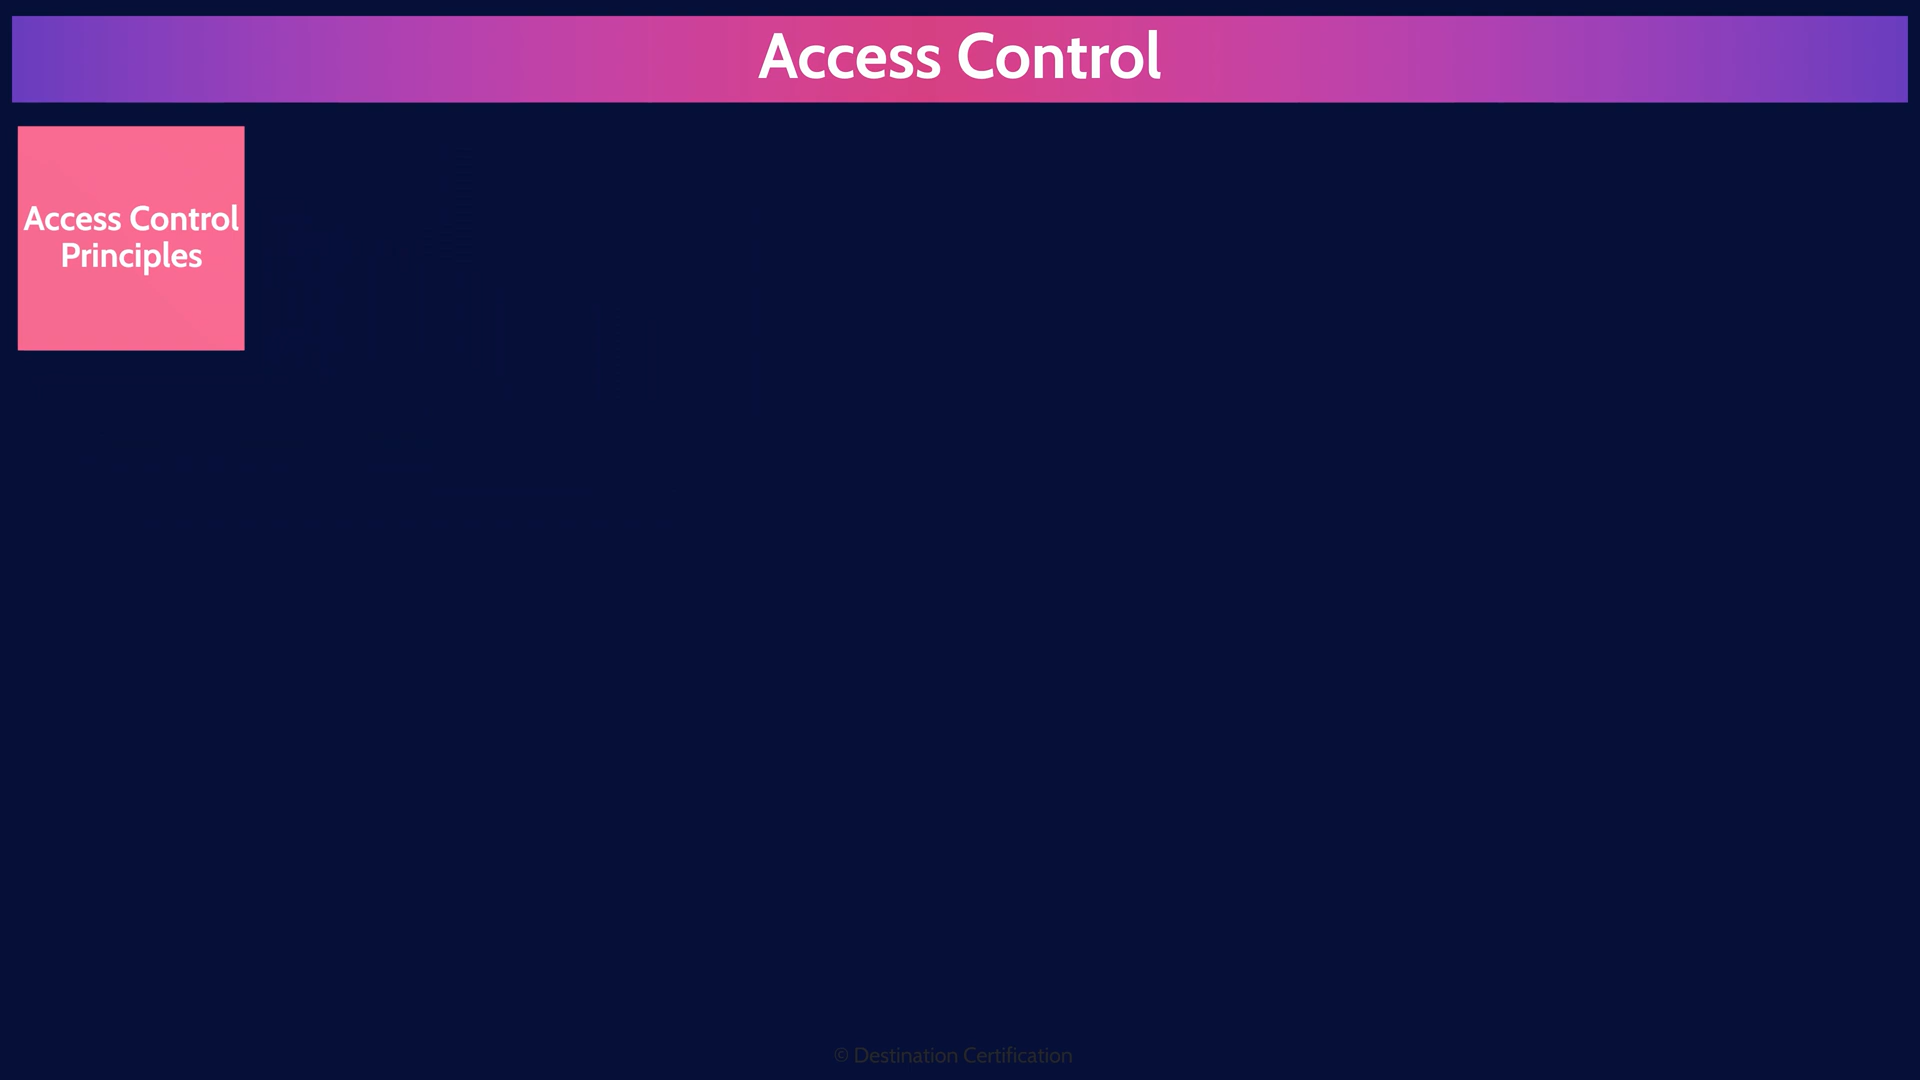 Access Control
Access Control
Principles
© Destination Certification